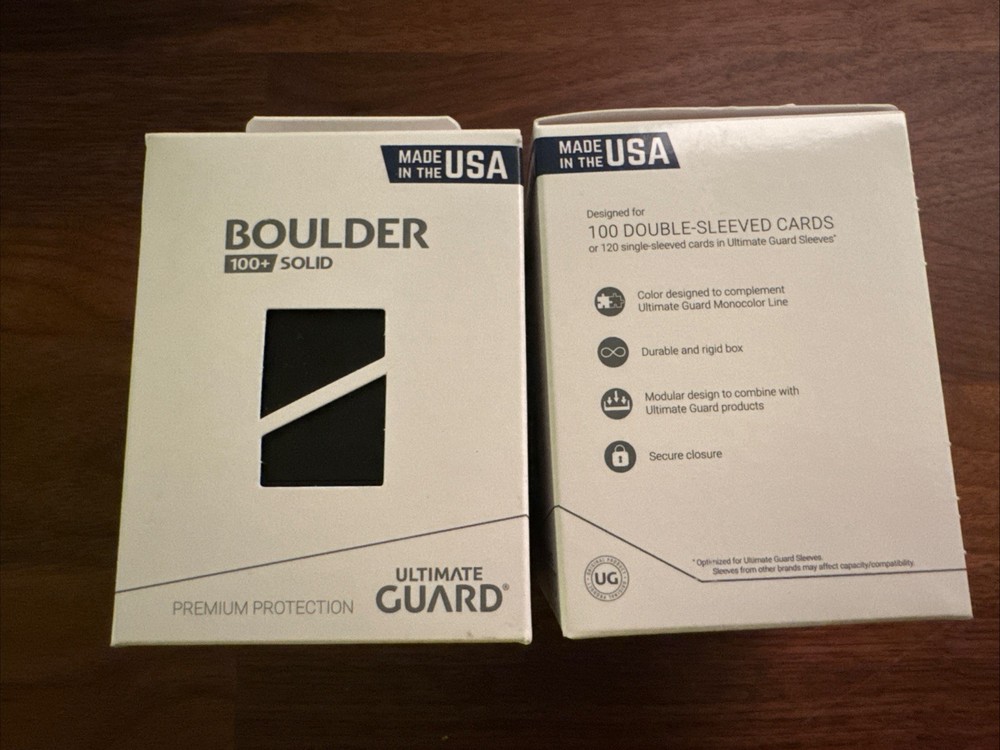 MADE
IN THE USA
BOULDER
100+ SOLID
PREMIUM PROTECTION
ULTIMATE
GUARD®
MADE
IN THE USA
Designed for
100 DOUBLE-SLEEVED CARDS
or 120 single-sleeved cards in Ultimate Guard Sleeves*
Color designed to complement
Ultimate Guard Monocolor Line
Durable and rigid box
Modular design to combine with
Ultimate Guard products
Secure closure
* Optimized for Ultimate Guard Sleeves.
Sleeves from other brands may affect capacity/compatibility.
UG
ORIGINAL PRODUCT